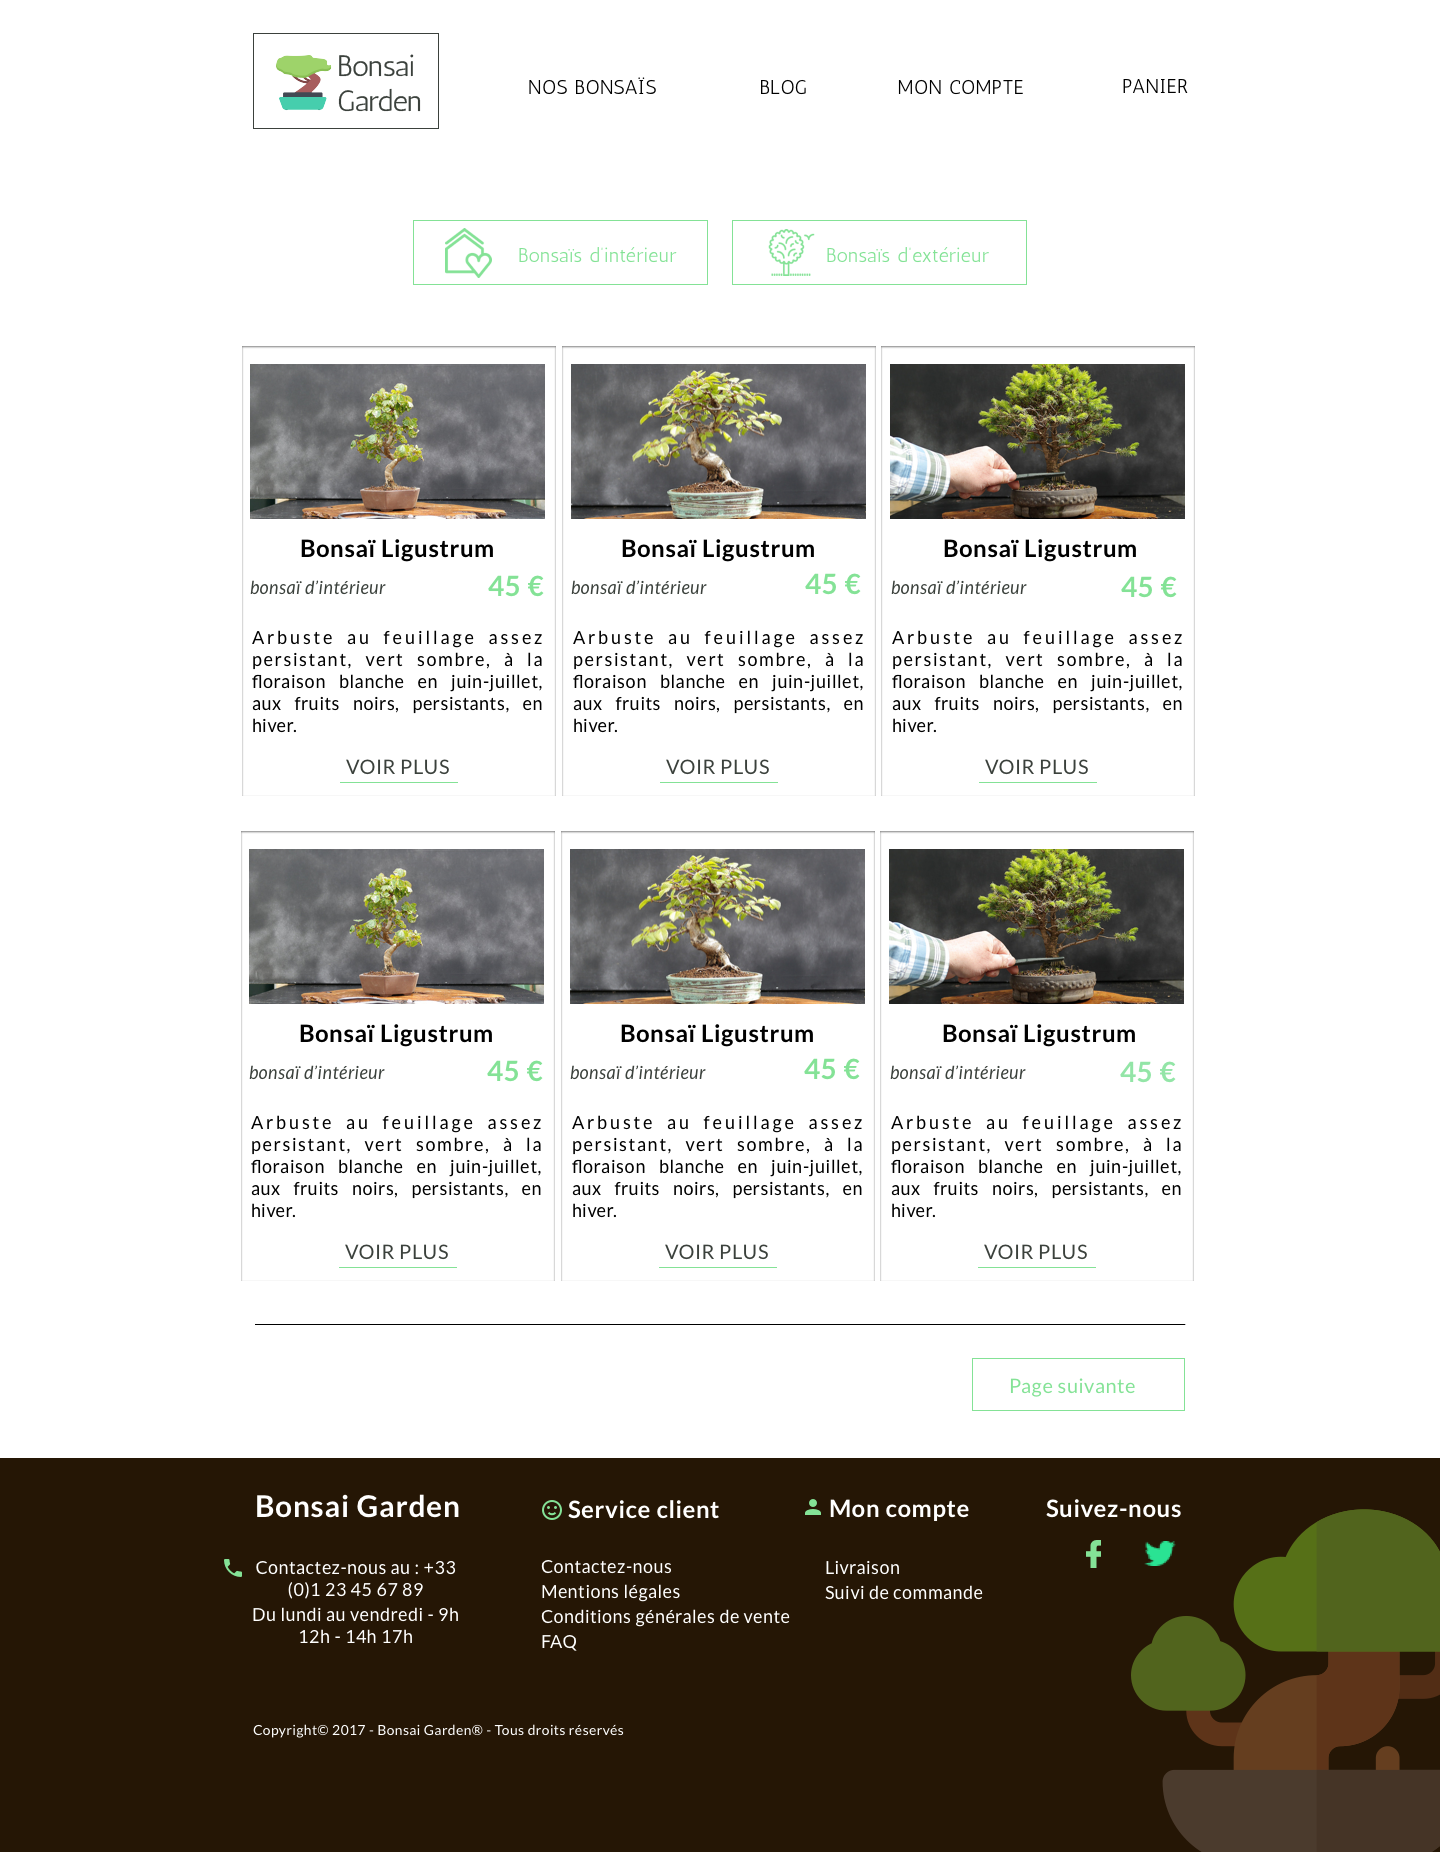 Bonsai
Garden
NOS BONSAÏS
BLOG
MON COMPTE
PANIER
Bonsaïs d'intérieur
Bonsaïs d'extérieur
Bonsaï Ligustrum
bonsaï d'intérieur
45 €
Arbuste au feuillage assez
persistant, vert sombre, à la
floraison blanche en juin-juillet,
aux fruits noirs, persistants, en
hiver.
VOIR PLUS
Bonsaï Ligustrum
bonsaï d'intérieur
45 €
Arbuste au feuillage assez
persistant, vert sombre, à la
floraison blanche en juin-juillet,
aux fruits noirs, persistants, en
hiver.
VOIR PLUS
Bonsaï Ligustrum
bonsaï d'intérieur
45 €
Arbuste au feuillage assez
persistant, vert sombre, à la
floraison blanche en juin-juillet,
aux fruits noirs, persistants, en
hiver.
VOIR PLUS
Bonsaï Ligustrum
bonsaï d'intérieur
45 €
Arbuste au feuillage assez
persistant, vert sombre, à la
floraison blanche en juin-juillet,
aux fruits noirs, persistants, en
hiver.
VOIR PLUS
Bonsaï Ligustrum
bonsaï d'intérieur
45 €
Arbuste au feuillage assez
persistant, vert sombre, à la
floraison blanche en juin-juillet,
aux fruits noirs, persistants, en
hiver.
VOIR PLUS
Bonsaï Ligustrum
bonsaï d'intérieur
45 €
Arbuste au feuillage assez
persistant, vert sombre, à la
floraison blanche en juin-juillet,
aux fruits noirs, persistants, en
hiver.
VOIR PLUS
Page suivante
Bonsai Garden
Contactez-nous au : +33
(0)1 23 45 67 89
Du lundi au vendredi - 9h
12h - 14h 17h
Service client
Contactez-nous
Mentions légales
Conditions générales de vente
FAQ
Mon compte
Livraison
Suivi de commande
Suivez-nous
Copyright© 2017 - Bonsai Garden® - Tous droits réservés